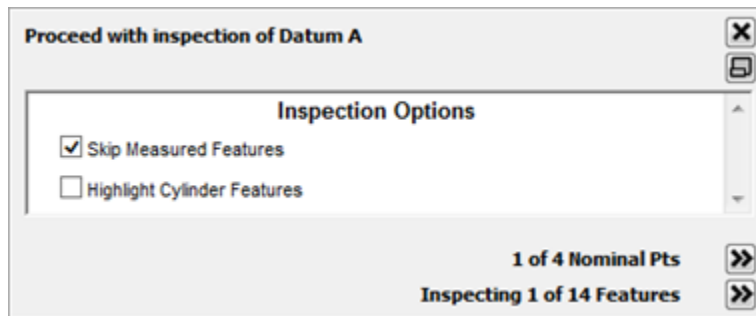 Proceed with inspection of Datum A
Inspection Options
Skip Measured Features
Highlight Cylinder Features
1 of 4 Nominal Pts
Inspecting 1 of 14 Features